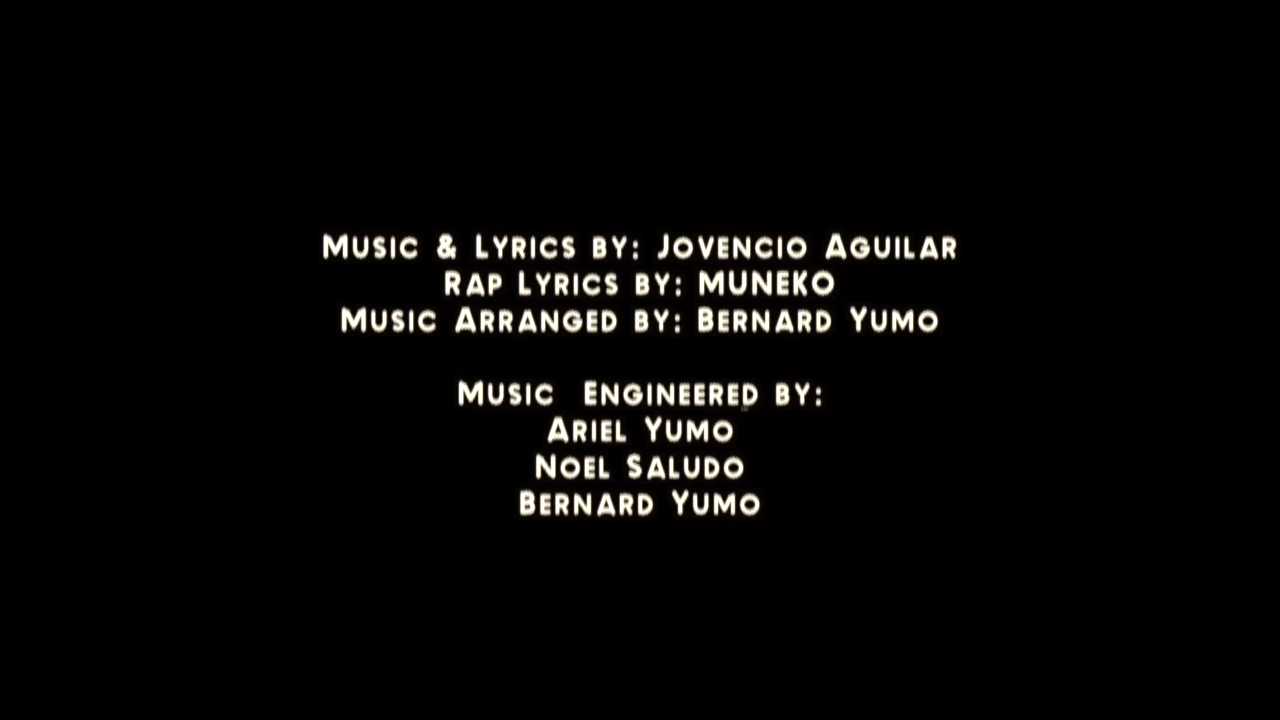 Music & Lyrics by: Jovencio Aguilar
Rap Lyrics by: MUNEKO
Music Arranged by: Bernard Yumo
Music Engineered by:
Ariel Yumo
Noel Saludo
Bernard Yumo